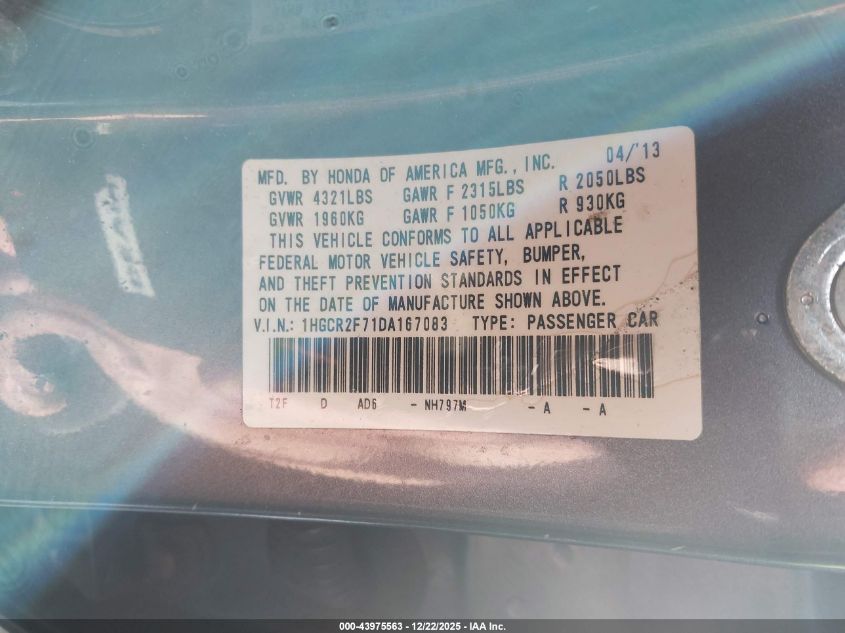 MFD. BY HONDA OF AMERICA MFG., INC. 04/'13
GVWR 4321LBS GAWR F 2315LBS R 2050LBS
GVWR 1960KG GAWR F 1050KG R 930KG
THIS VEHICLE CONFORMS TO ALL APPLICABLE
FEDERAL MOTOR VEHICLE SAFETY, BUMPER,
AND THEFT PREVENTION STANDARDS IN EFFECT
ON THE DATE OF MANUFACTURE SHOWN ABOVE.
V.I.N.: 1HGCR2F71DA167083 TYPE: PASSENGER CAR
T2F D AD6 - NH797M - A - A
000-43975563 - 12/22/2025 - IAA Inc.